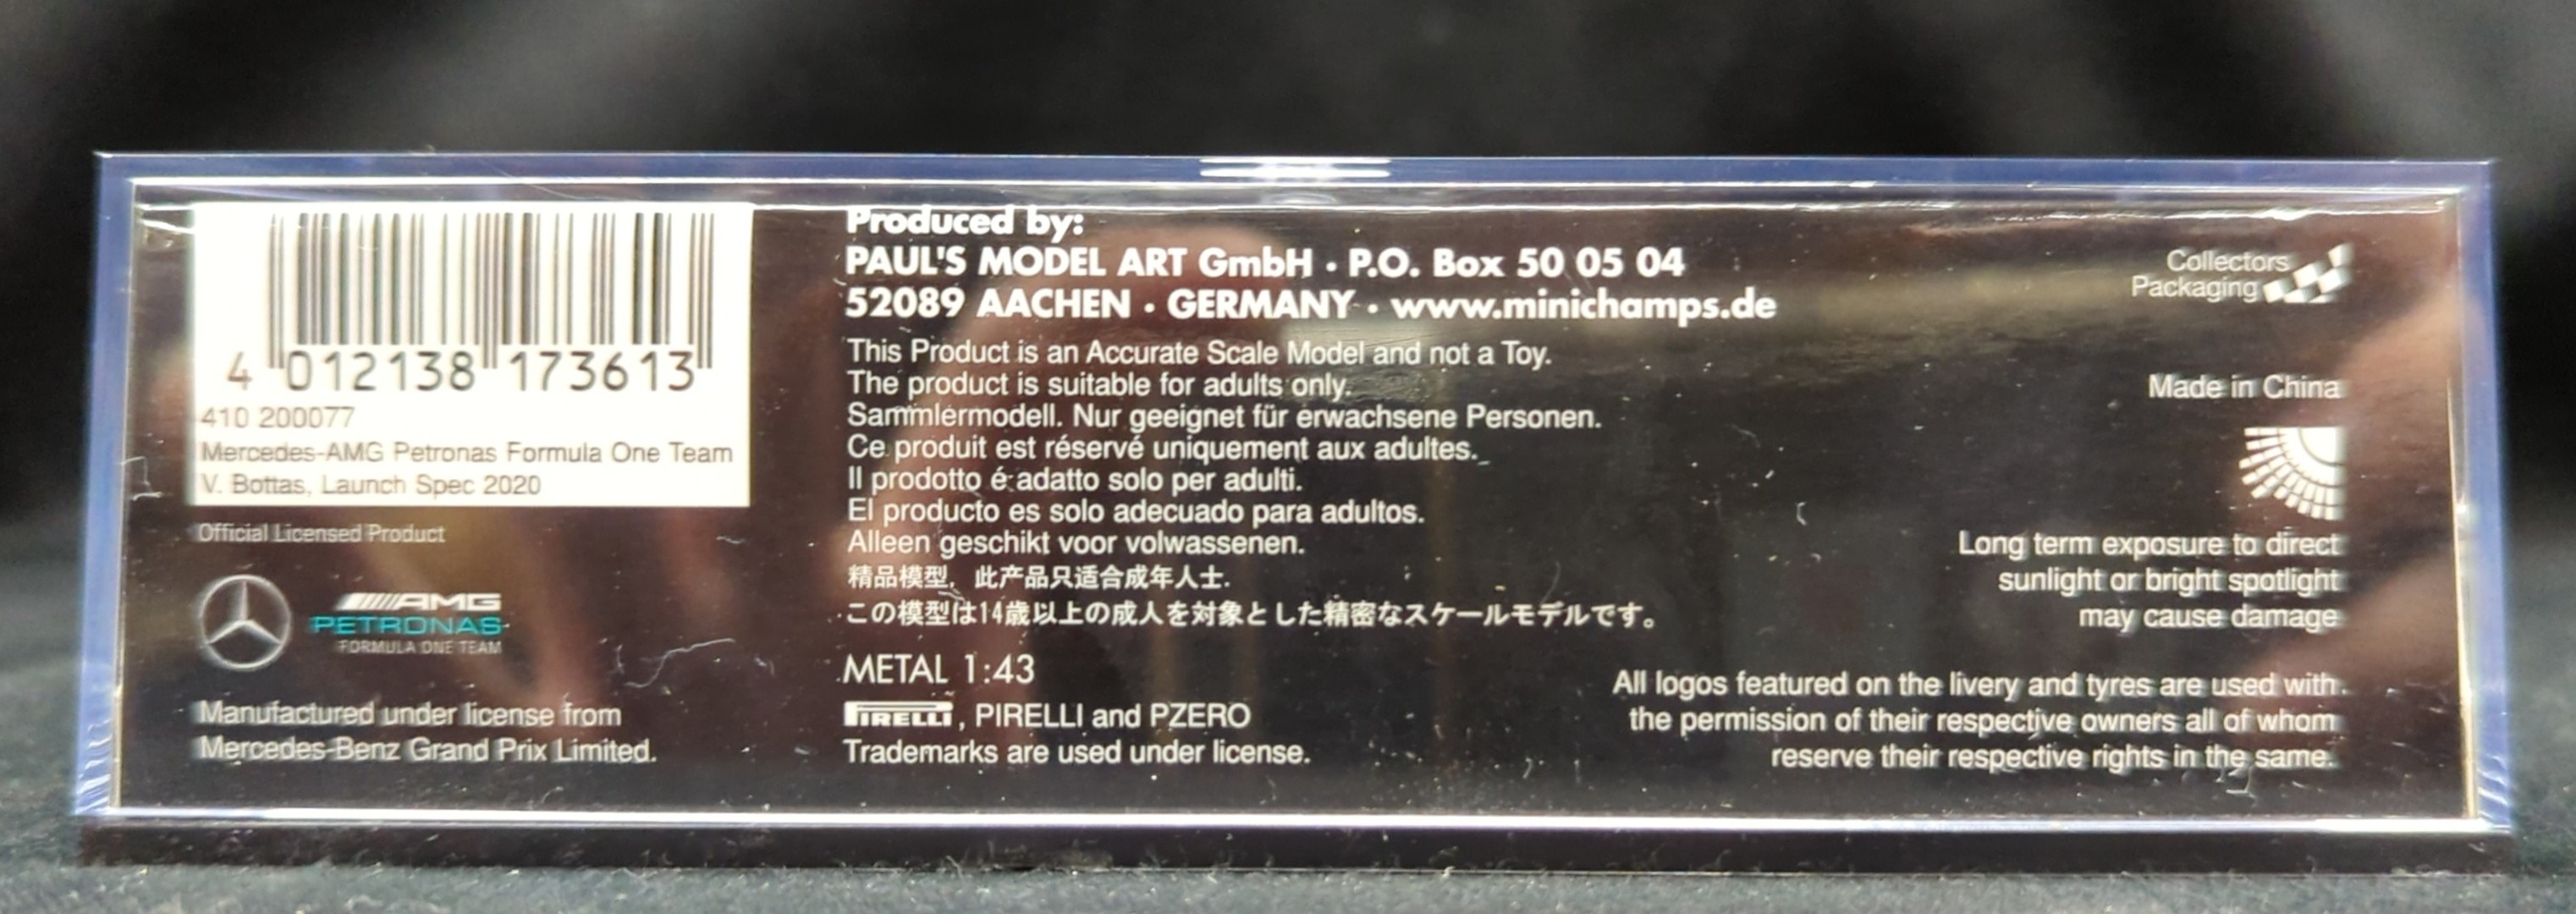 4 012138 173613
410 200077
Mercedes-AMG Petronas Formula One Team
V. Bottas, Launch Spec 2020
Official Licensed Product
AMG
PETRONAS
FORMULA ONE TEAM
Manufactured under license from
Mercedes-Benz Grand Prix Limited.
Produced by:
PAUL'S MODEL ART GmbH · P.O. Box 50 05 04
52089 AACHEN · GERMANY · www.minichamps.de
This Product is an Accurate Scale Model and not a Toy.
The product is suitable for adults only.
Sammlermodell. Nur geeignet für erwachsene Personen.
Ce produit est réservé uniquement aux adultes.
Il prodotto é adatto solo per adulti.
El producto es solo adecuado para adultos.
Alleen geschikt voor volwassenen.
精品模型，此产品只适合成年人士.
この模型は14歳以上の成人を対象とした精密なスケールモデルです。
METAL 1:43
PIRELLI, PIRELLI and PZERO
Trademarks are used under license.
Collectors
Packaging
Made in China
Long term exposure to direct
sunlight or bright spotlight
may cause damage
All logos featured on the livery and tyres are used with
the permission of their respective owners all of whom
reserve their respective rights in the same.